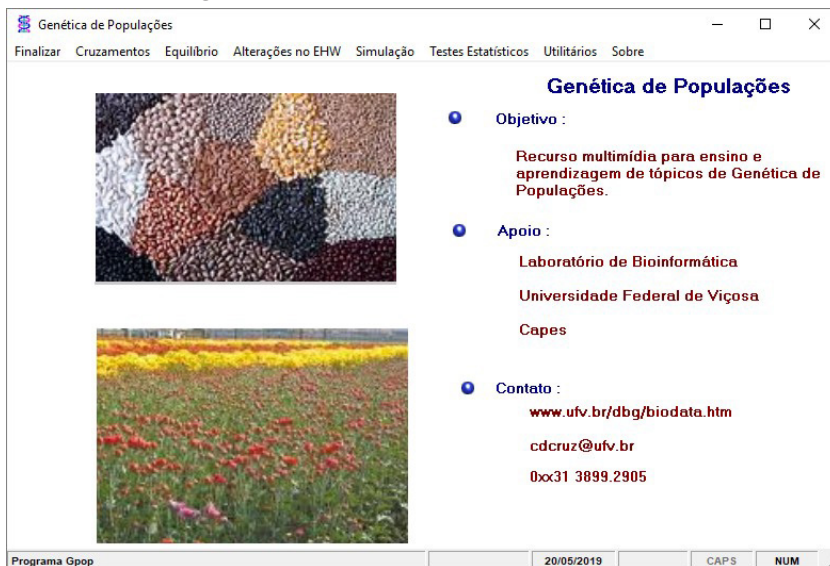 Genética de Populações
Finalizar Cruzamentos Equilíbrio Alterações no EHW Simulação Testes Estatísticos Utilitários Sobre
Genética de Populações
Objetivo :
Recurso multimídia para ensino e
aprendizagem de tópicos de Genética de
Populações.
Apoio :
Laboratório de Bioinformática
Universidade Federal de Viçosa
Capes
Contato :
www.ufv.br/dbg/biodata.htm
cdcruz@ufv.br
0xx31 3899.2905
Programa Gpop 20/05/2019 CAPS NUM